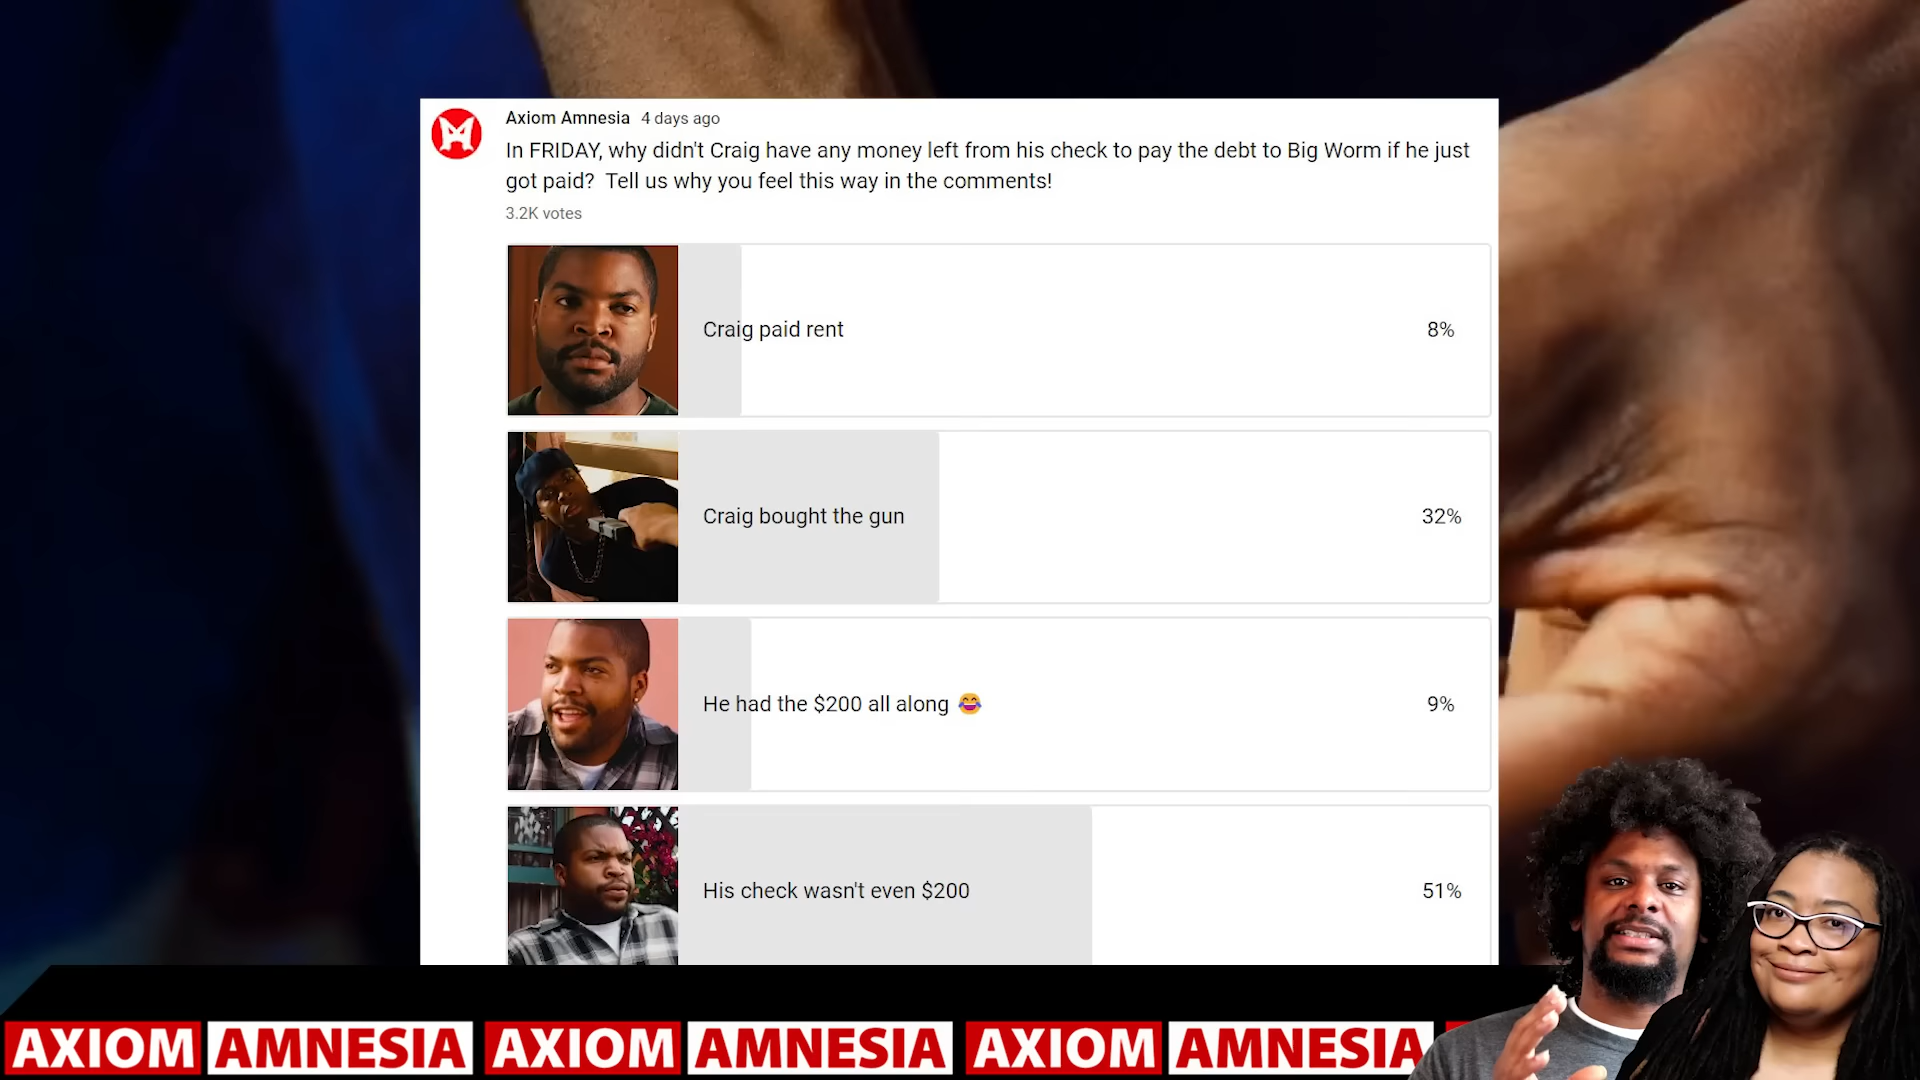 Axiom Amnesia 4 days ago
In FRIDAY, why didn't Craig have any money left from his check to pay the debt to Big Worm if he just
got paid?  Tell us why you feel this way in the comments!
3.2K votes
Craig paid rent 8%
Craig bought the gun 32%
He had the $200 all along 😂 9%
His check wasn't even $200 51%
AXIOM AMNESIA AXIOM AMNESIA AXIOM AMNESIA